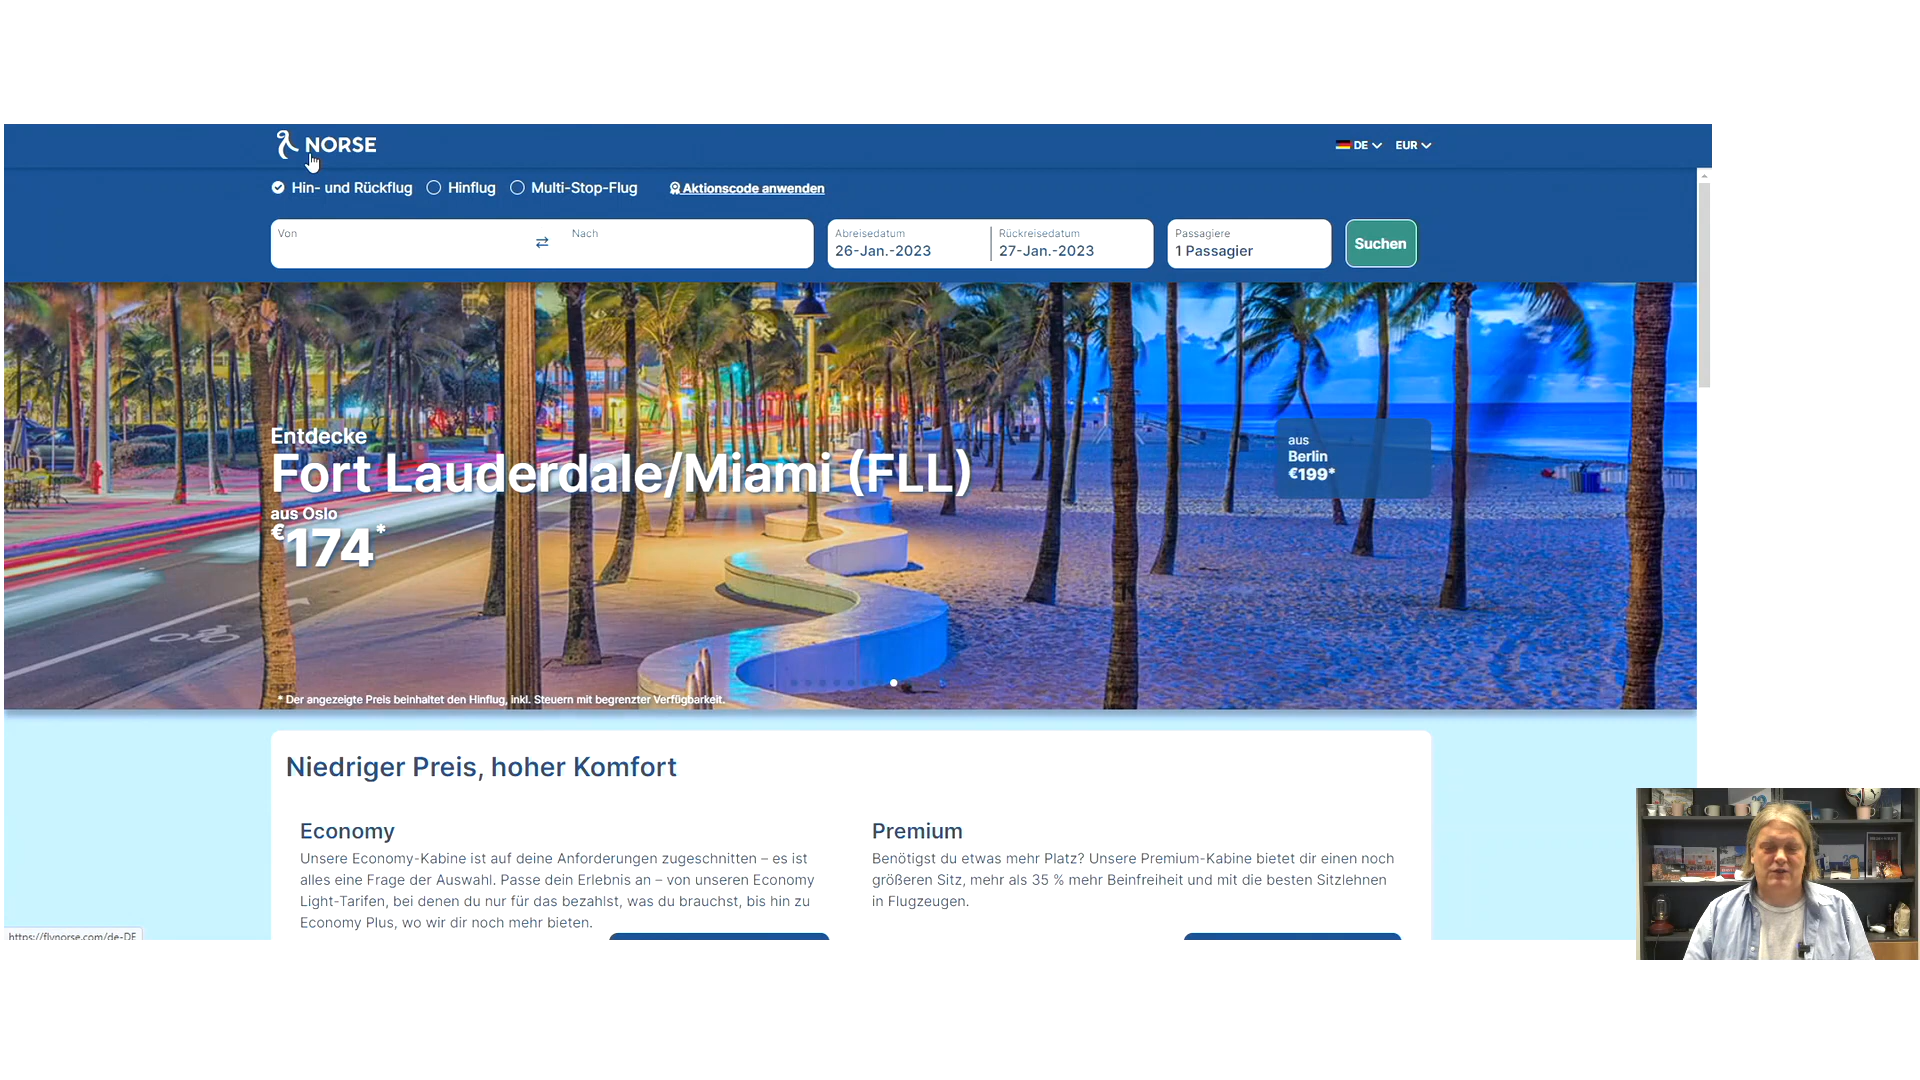 NORSE
DE
EUR
Hin- und Rückflug
Hinflug
Multi-Stop-Flug
Aktionscode anwenden
Von
Nach
Abreisedatum
26-Jan.-2023
Rückreisedatum
27-Jan.-2023
Passagiere
1 Passagier
Suchen
Entdecke
Fort Lauderdale/Miami (FLL)
aus Oslo
€174*
aus
Berlin
€199*
* Der angezeigte Preis beinhaltet den Hinflug, inkl. Steuern mit begrenzter Verfügbarkeit.
Niedriger Preis, hoher Komfort
Economy
Unsere Economy-Kabine ist auf deine Anforderungen zugeschnitten – es ist
alles eine Frage der Auswahl. Passe dein Erlebnis an – von unseren Economy
Light-Tarifen, bei denen du nur für das bezahlst, was du brauchst, bis hin zu
Economy Plus, wo wir dir noch mehr bieten.
Premium
Benötigst du etwas mehr Platz? Unsere Premium-Kabine bietet dir einen noch
größeren Sitz, mehr als 35 % mehr Beinfreiheit und mit die besten Sitzlehnen
in Flugzeugen.
https://flynorse.com/de-DE